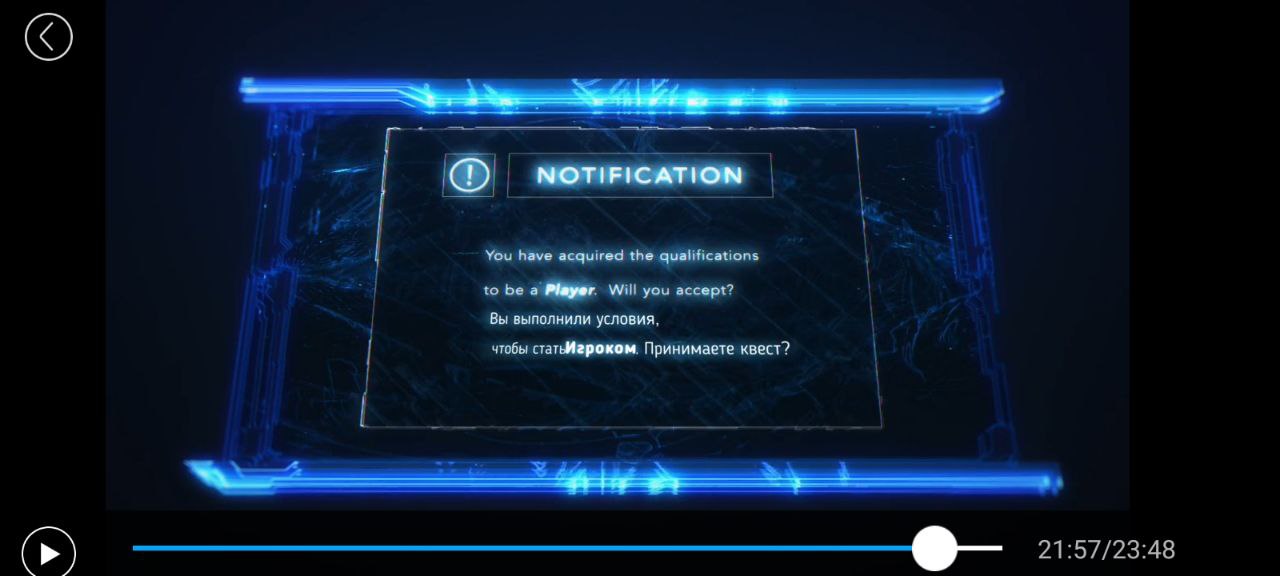 NOTIFICATION
You have acquired the qualifications
to be a Player. Will you accept?
Вы выполнили условия,
чтобы статьИгроком. Принимаете квест?
21:57/23:48